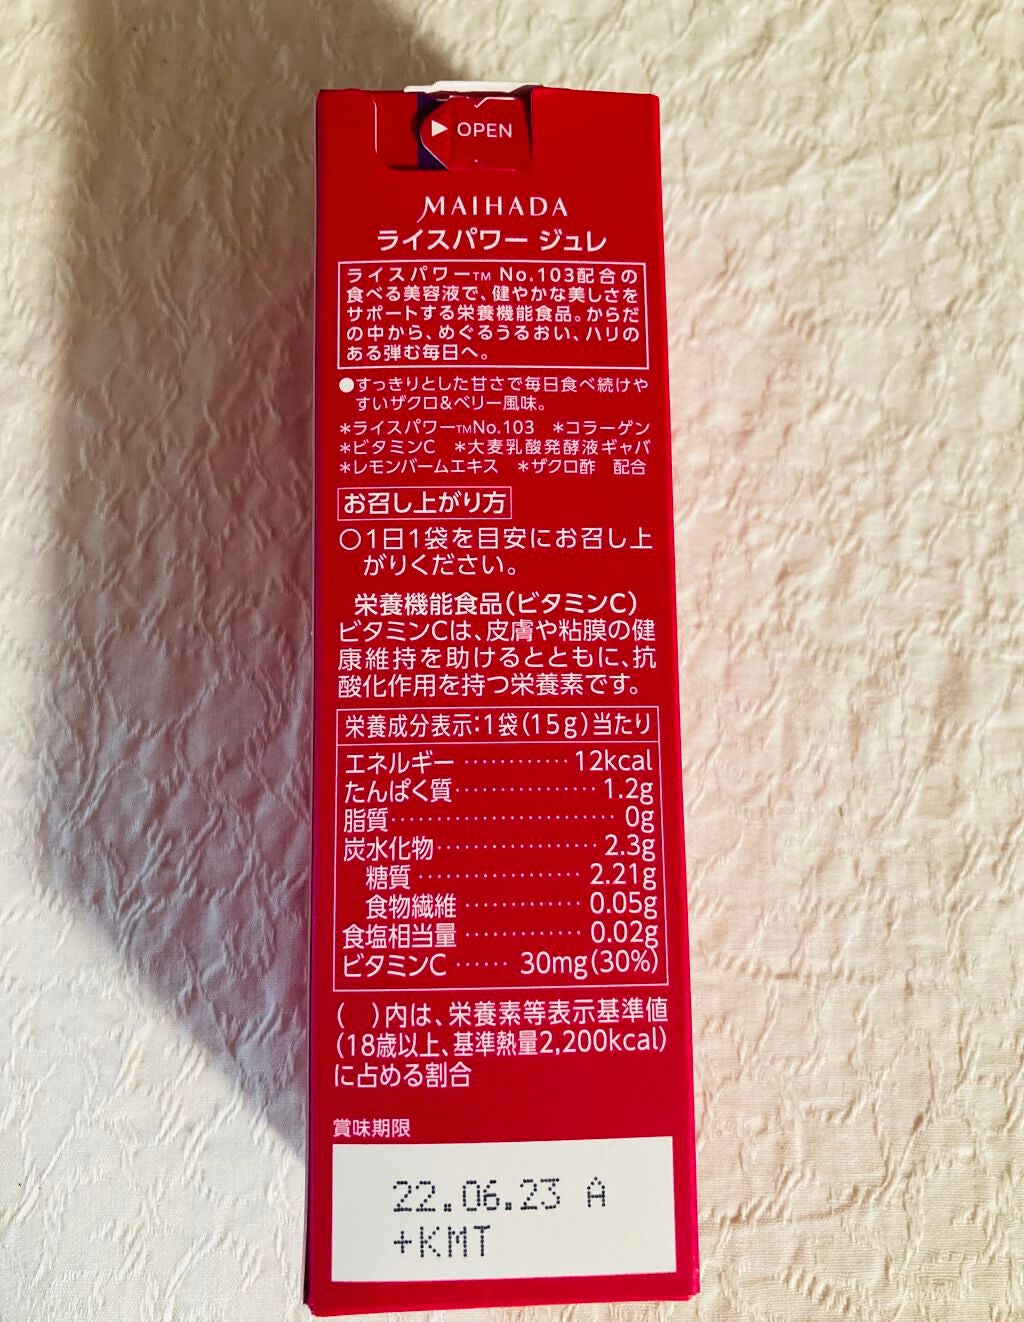 ▶ OPEN
MAIHADA
ライスパワー ジュレ
ライスパワー™ No.103配合の
食べる美容液で、健やかな美しさを
サポートする栄養機能食品。からだ
の中から、めぐるうるおい、ハリの
ある弾む毎日へ。
●すっきりとした甘さで毎日食べ続けや
すいザクロ&ベリー風味。
*ライスパワー™No.103 *コラーゲン
*ビタミンC *大麦乳酸発酵液ギャバ
*レモンバームエキス *ザクロ酢 配合
お召し上がり方
○1日1袋を目安にお召し上
がりください。
栄養機能食品(ビタミンC)
ビタミンCは、皮膚や粘膜の健
康維持を助けるとともに、抗
酸化作用を持つ栄養素です。
栄養成分表示:1袋(15g)当たり
エネルギー ············ 12kcal
たんぱく質 ················ 1.2g
脂質 ························ 0g
炭水化物 ·················· 2.3g
糖質 ················· 2.21g
食物繊維 ············· 0.05g
食塩相当量 ············· 0.02g
ビタミンC ······ 30mg(30%)
( )内は、栄養素等表示基準値
(18歳以上、基準熱量2,200kcal)
に占める割合
賞味期限
22.06.23 A
+KMT